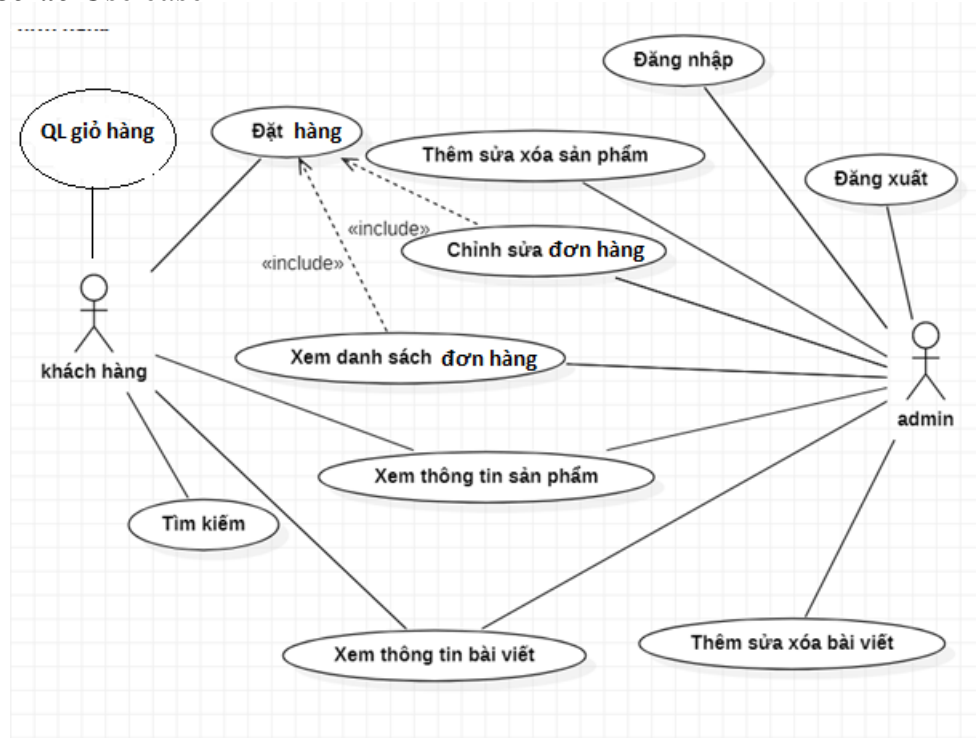 Đăng nhập
QL giỏ hàng
Đặt hàng
Thêm sửa xóa sản phẩm
Đăng xuất
«include»
Chỉnh sửa đơn hàng
«include»
Xem danh sách đơn hàng
khách hàng
admin
Xem thông tin sản phẩm
Tìm kiếm
Xem thông tin bài viết
Thêm sửa xóa bài viết